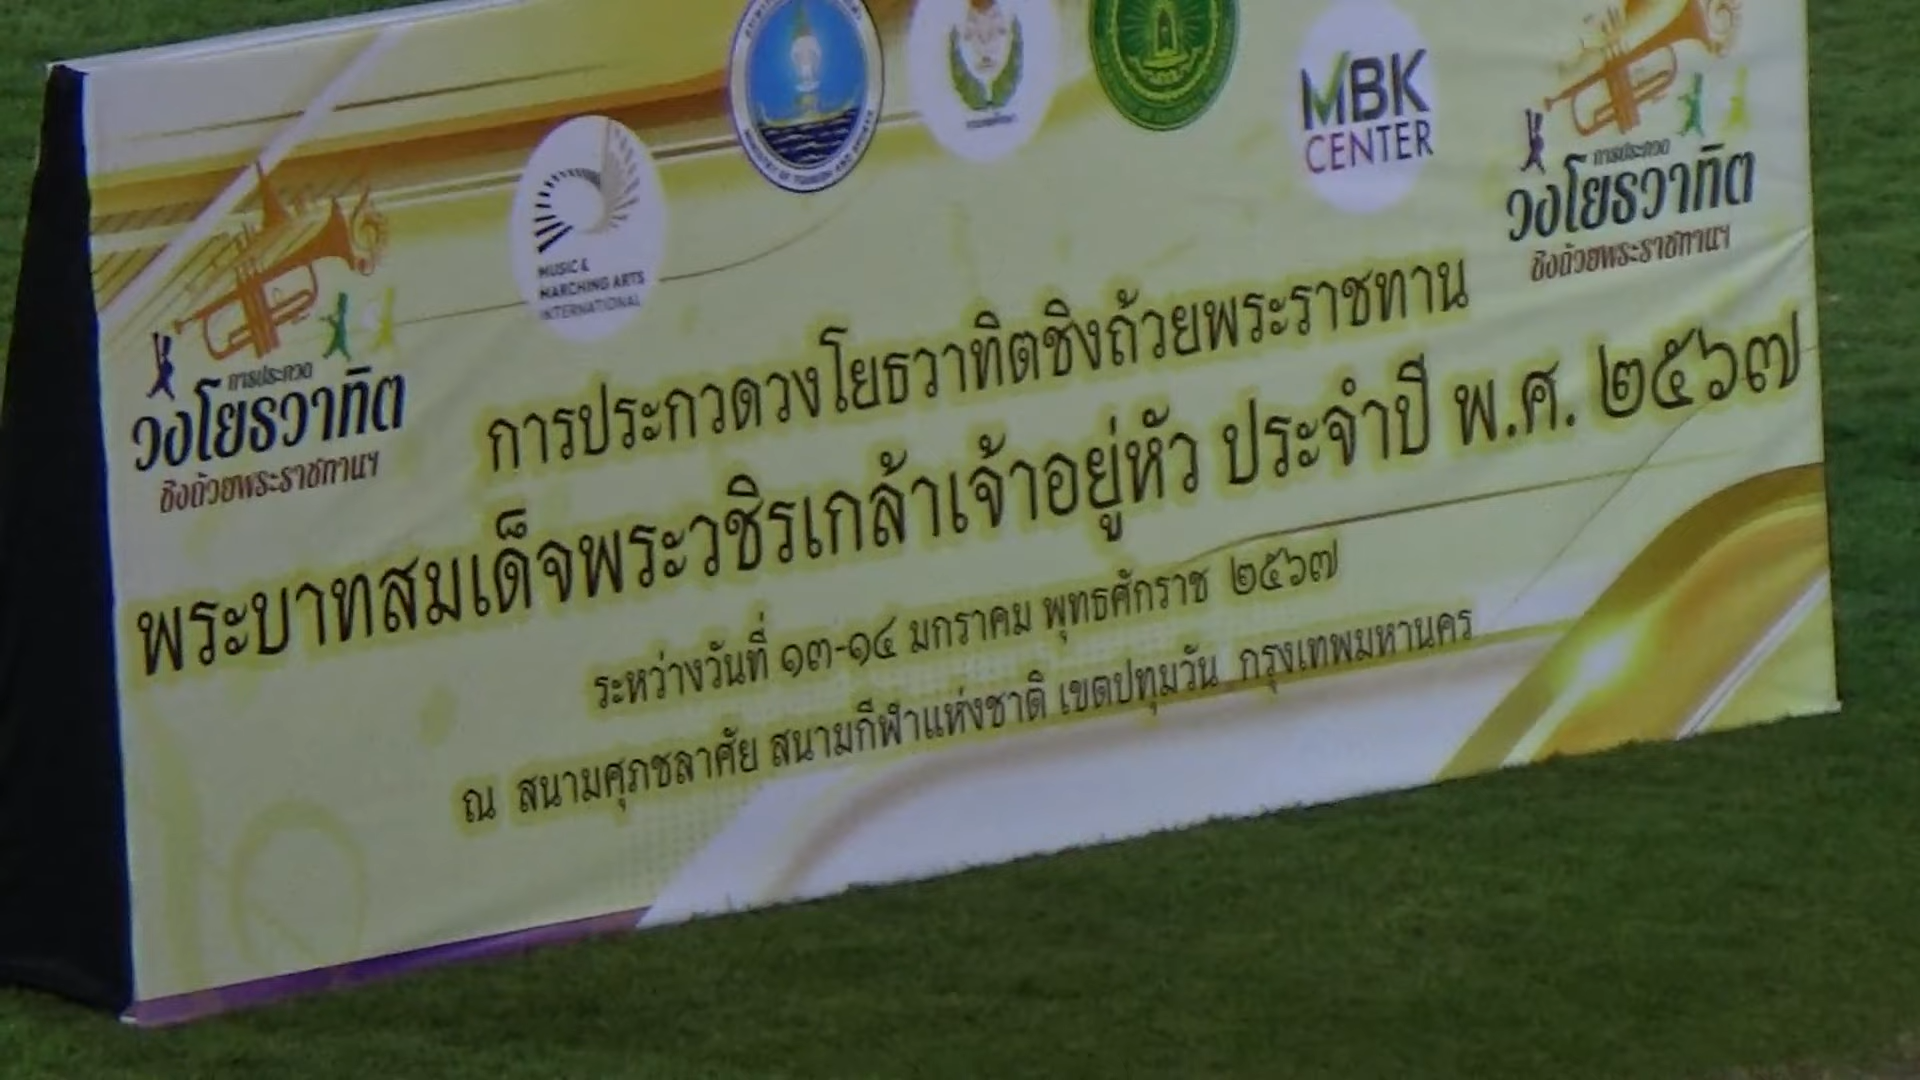 MUSIC &
MARCHING ARTS
INTERNATIONAL
MBK
CENTER
การประกวด
วงโยธวาทิต
ชิงถ้วยพระราชทานฯ
การประกวด
วงโยธวาทิต
ชิงถ้วยพระราชทานฯ
การประกวดวงโยธวาทิตชิงถ้วยพระราชทาน
พระบาทสมเด็จพระวชิรเกล้าเจ้าอยู่หัว ประจำปี พ.ศ. ๒๕๖๗
ระหว่างวันที่ ๑๓-๑๔ มกราคม พุทธศักราช ๒๕๖๗
ณ สนามศุภชลาศัย สนามกีฬาแห่งชาติ เขตปทุมวัน กรุงเทพมหานคร